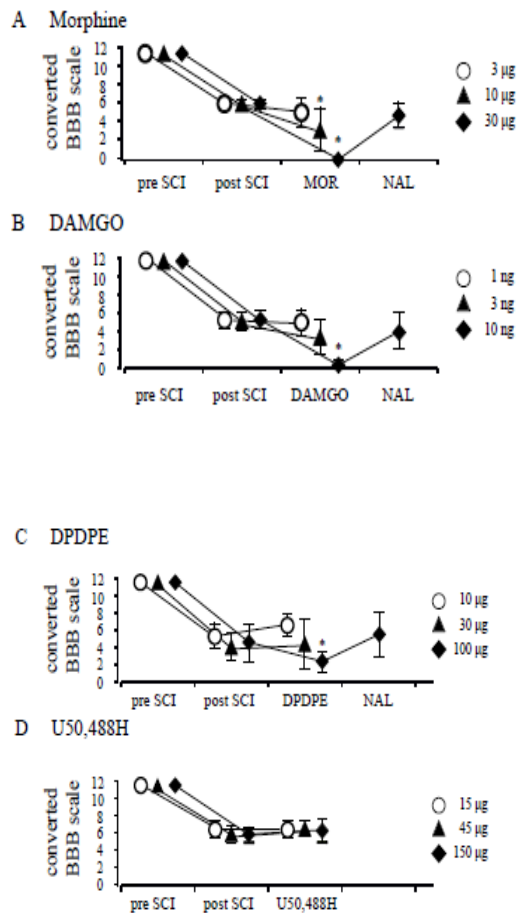 A Morphine
converted
BBB scale
12
10
8
6
4
2
0
* *
pre SCI post SCI MOR NAL
3 μg
10 μg
30 μg
B DAMGO
converted
BBB scale
12
10
8
6
4
2
0
*
pre SCI post SCI DAMGO NAL
1 ng
3 ng
10 ng
C DPDPE
converted
BBB scale
12
10
8
6
4
2
0
*
pre SCI post SCI DPDPE NAL
10 μg
30 μg
100 μg
D U50,488H
converted
BBB scale
12
10
8
6
4
2
0
pre SCI post SCI U50,488H
15 μg
45 μg
150 μg